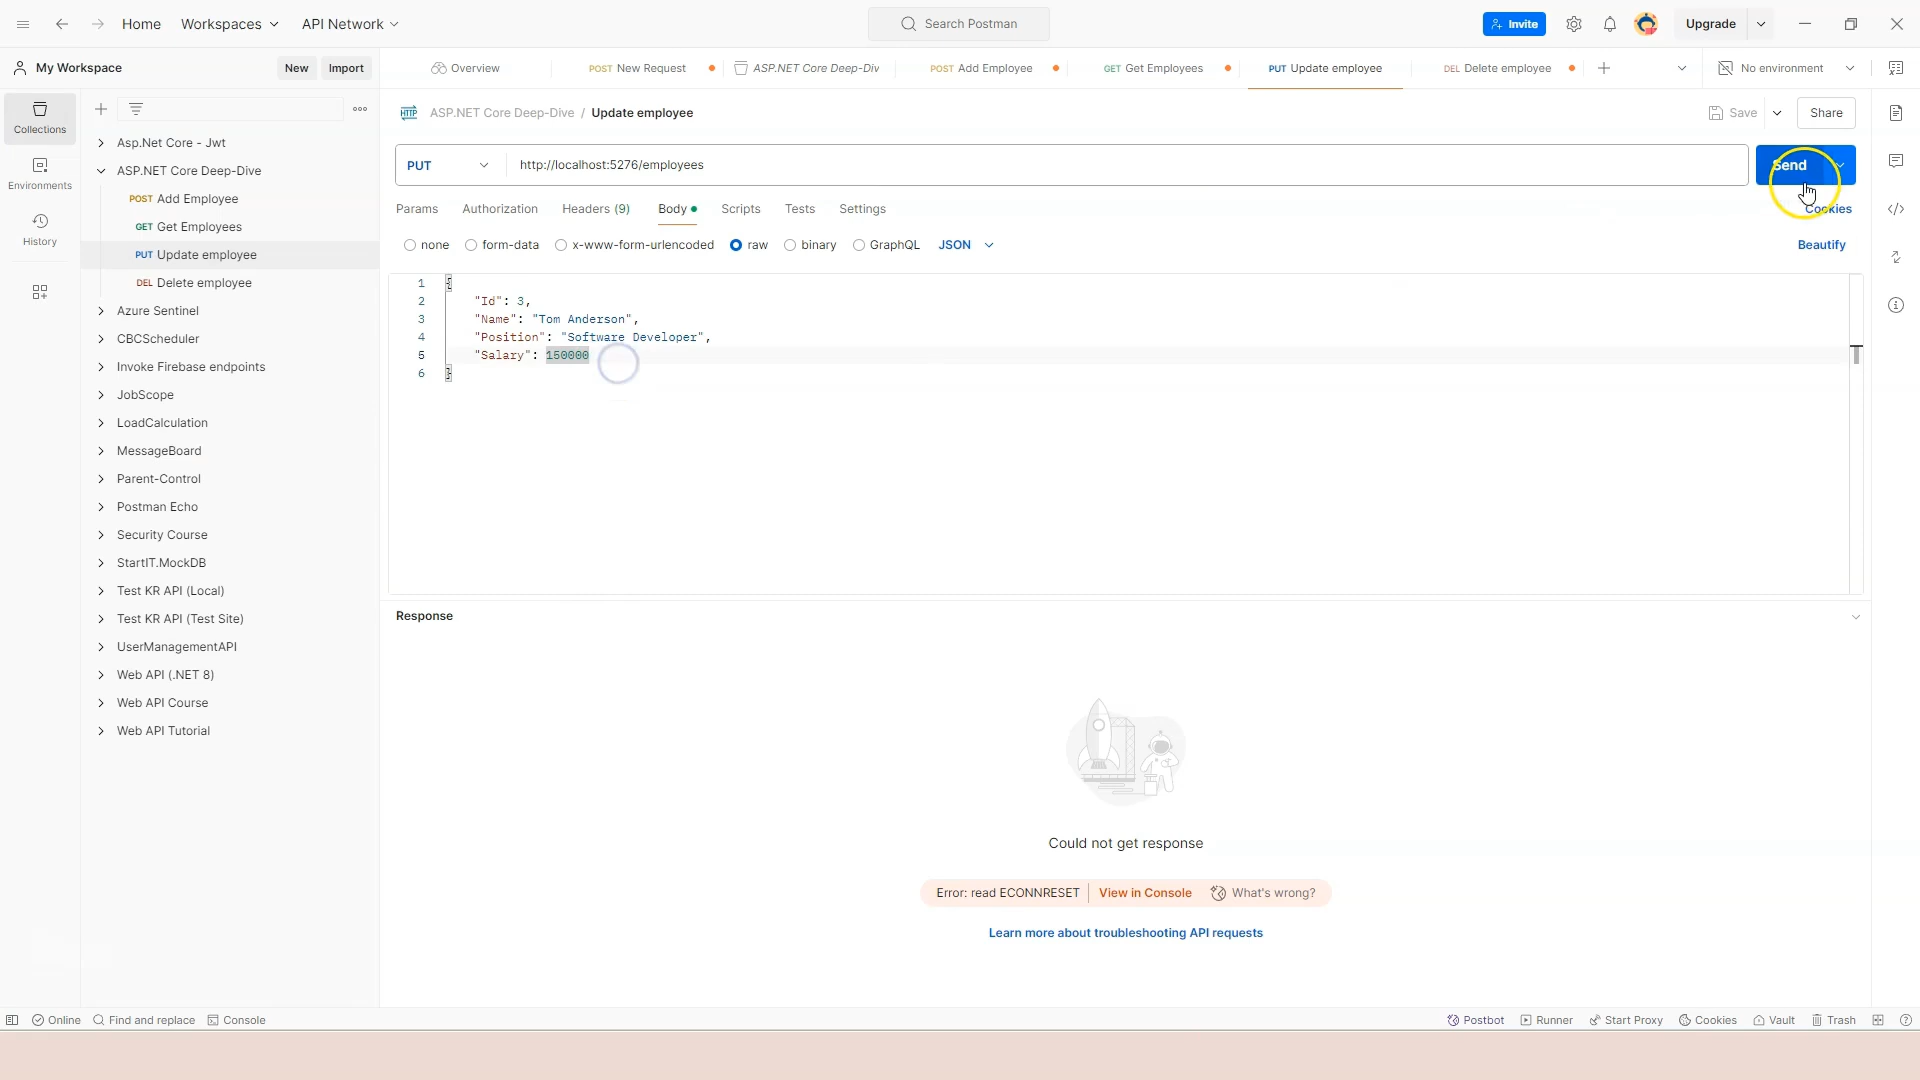 Home Workspaces API Network Search Postman Invite Upgrade
My Workspace New Import Overview POST New Request ASP.NET Core Deep-Div POST Add Employee GET Get Employees PUT Update employee DEL Delete employee No environment
Collections
Environments
History
Asp.Net Core - Jwt
ASP.NET Core Deep-Dive
POST Add Employee
GET Get Employees
PUT Update employee
DEL Delete employee
Azure Sentinel
CBCScheduler
Invoke Firebase endpoints
JobScope
LoadCalculation
MessageBoard
Parent-Control
Postman Echo
Security Course
StartIT.MockDB
Test KR API (Local)
Test KR API (Test Site)
UserManagementAPI
Web API (.NET 8)
Web API Course
Web API Tutorial
HTTP ASP.NET Core Deep-Dive / Update employee Save Share
PUT http://localhost:5276/employees Send
Params Authorization Headers (9) Body Scripts Tests Settings Cookies
none form-data x-www-form-urlencoded raw binary GraphQL JSON Beautify
1 {
2 "Id": 3,
3 "Name": "Tom Anderson",
4 "Position": "Software Developer",
5 "Salary": 150000
6 }
Response
Could not get response
Error: read ECONNRESET View in Console What's wrong?
Learn more about troubleshooting API requests
Online Find and replace Console Postbot Runner Start Proxy Cookies Vault Trash